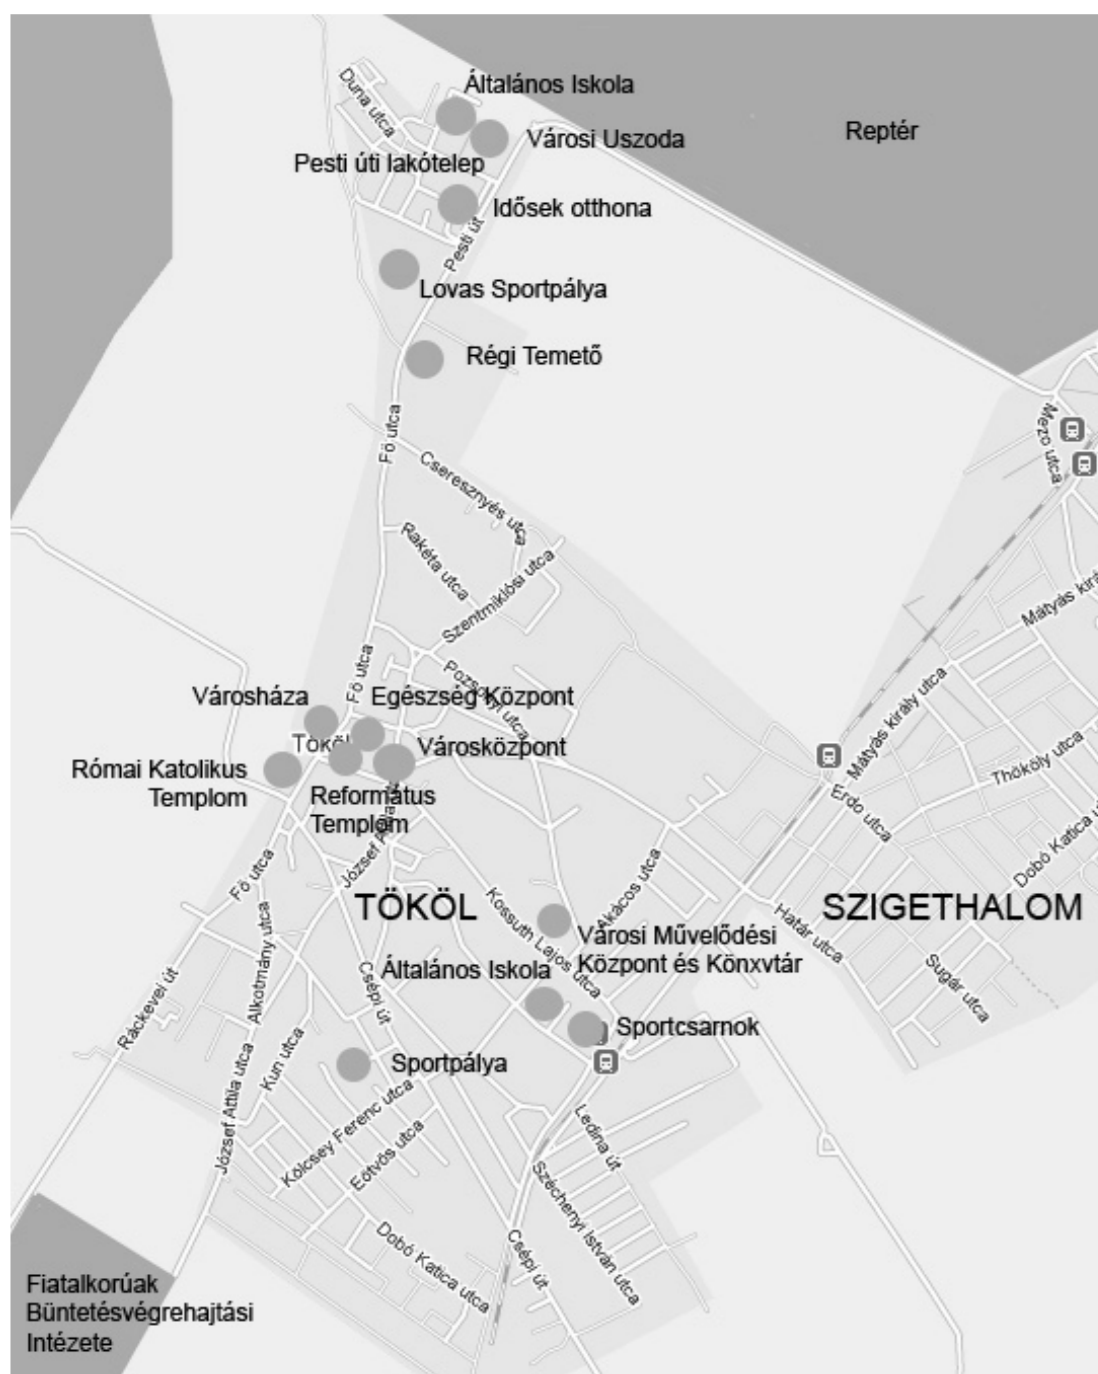 Általános Iskola
Duna utca
Reptér
Városi Uszoda
Pesti úti lakótelep
Idősek otthona
Pesti út
Lovas Sportpálya
Régi Temető
Fő utca
Mezo utca
Cseresznyés utca
Rakéta utca
Szentmiklósi utca
Mátyás kirá
Fő utca
Pozsonyi utca
Mátyás király utca
Városháza
Egészség Központ
Tököl
Városközpont
Római Katolikus
Templom
Thököly utca
Református
Templom
Erdo utca
József Attila
Dobó Katica u
Fő utca
Akácos utca
Kossuth Lajos utca
TÖKÖL
SZIGETHALOM
Határ utca
Alkotmány utca
Városi Művelődési
Központ és Könxvtár
Általános Iskola
Sugár utca
Csépi út
Ráckevei út
Sportcsarnok
Kun utca
Sportpálya
József Attila utca
Kölcsey Ferenc utca
Eötvös utca
Ledina út
Széchenyi István utca
Dobó Katica utca
Csépi út
Fiatalkorúak
Büntetésvégrehajtási
Intézete